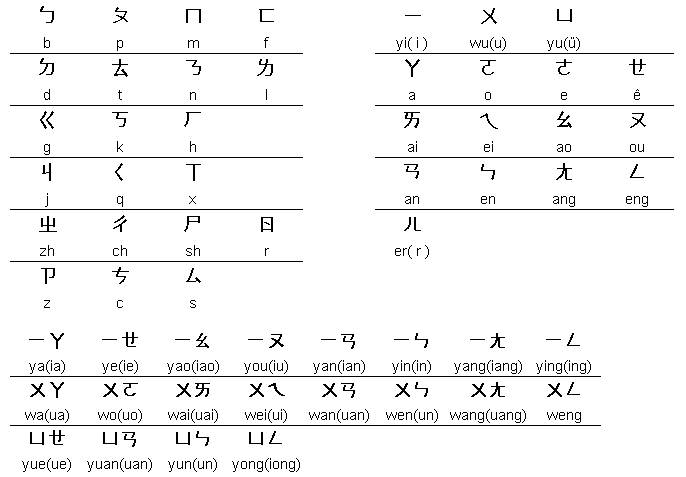 ㄅ ㄆ ㄇ ㄈ
b p m f
ㄉ ㄊ ㄋ ㄌ
d t n l
ㄍ ㄎ ㄏ
g k h
ㄐ ㄑ ㄒ
j q x
ㄓ ㄔ ㄕ ㄖ
zh ch sh r
ㄗ ㄘ ㄙ
z c s
ㄧ ㄨ ㄩ
yi( i ) wu(u) yu(ü)
ㄚ ㄛ ㄜ ㄝ
a o e ê
ㄞ ㄟ ㄠ ㄡ
ai ei ao ou
ㄢ ㄣ ㄤ ㄥ
an en ang eng
ㄦ
er( r )
ㄧㄚ ㄧㄝ ㄧㄠ ㄧㄡ ㄧㄢ ㄧㄣ ㄧㄤ ㄧㄥ
ya(ia) ye(ie) yao(iao) you(iu) yan(ian) yin(in) yang(iang) ying(ing)
ㄨㄚ ㄨㄛ ㄨㄞ ㄨㄟ ㄨㄢ ㄨㄣ ㄨㄤ ㄨㄥ
wa(ua) wo(uo) wai(uai) wei(ui) wan(uan) wen(un) wang(uang) weng
ㄩㄝ ㄩㄢ ㄩㄣ ㄩㄥ
yue(ue) yuan(uan) yun(un) yong(iong)